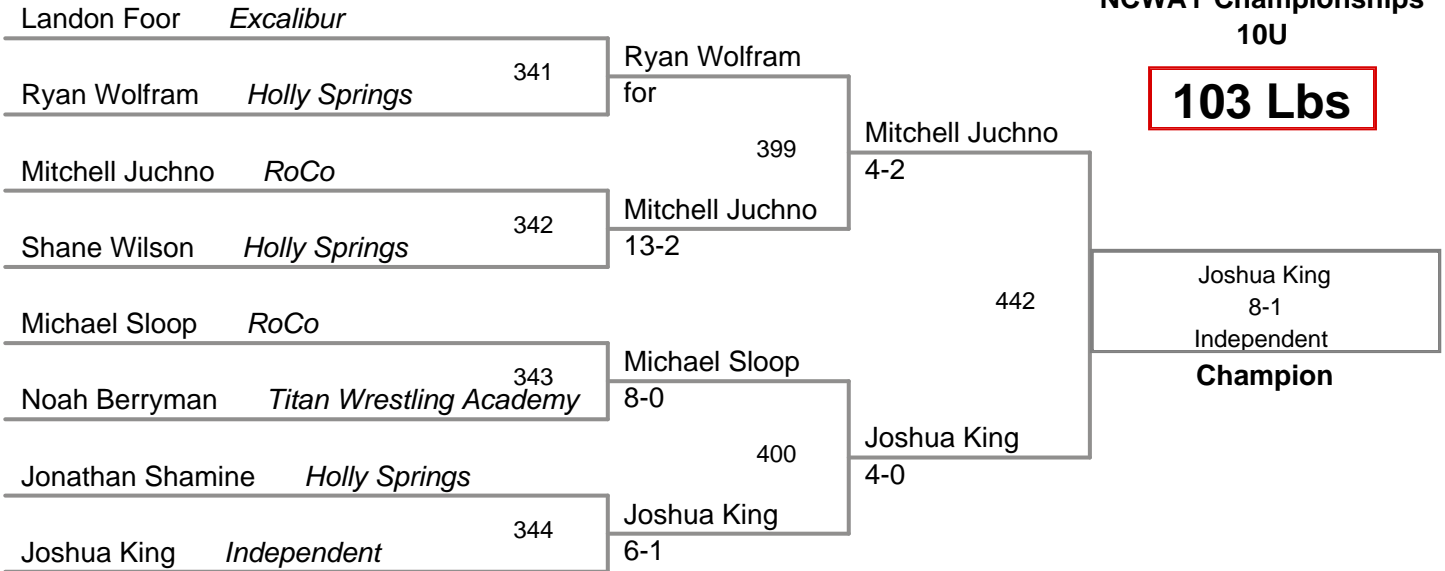 NCWAY Championships
10U
103 Lbs
Landon Foor Excalibur
341
Ryan Wolfram Holly Springs
Ryan Wolfram
for
Mitchell Juchno RoCo
342
Shane Wilson Holly Springs
Mitchell Juchno
13-2
399
Mitchell Juchno
4-2
Michael Sloop RoCo
343
Noah Berryman Titan Wrestling Academy
Michael Sloop
8-0
Jonathan Shamine Holly Springs
344
Joshua King Independent
Joshua King
6-1
400
Joshua King
4-0
442
Joshua King
8-1
Independent
Champion